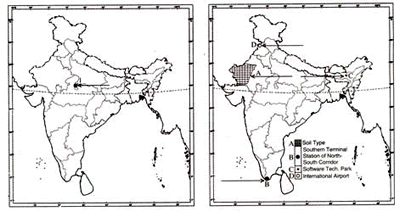 D
A
A Soil Type
Southern Terminal
B Station of North-
South Corridor
C Software Tech. Park
D International Airport
B